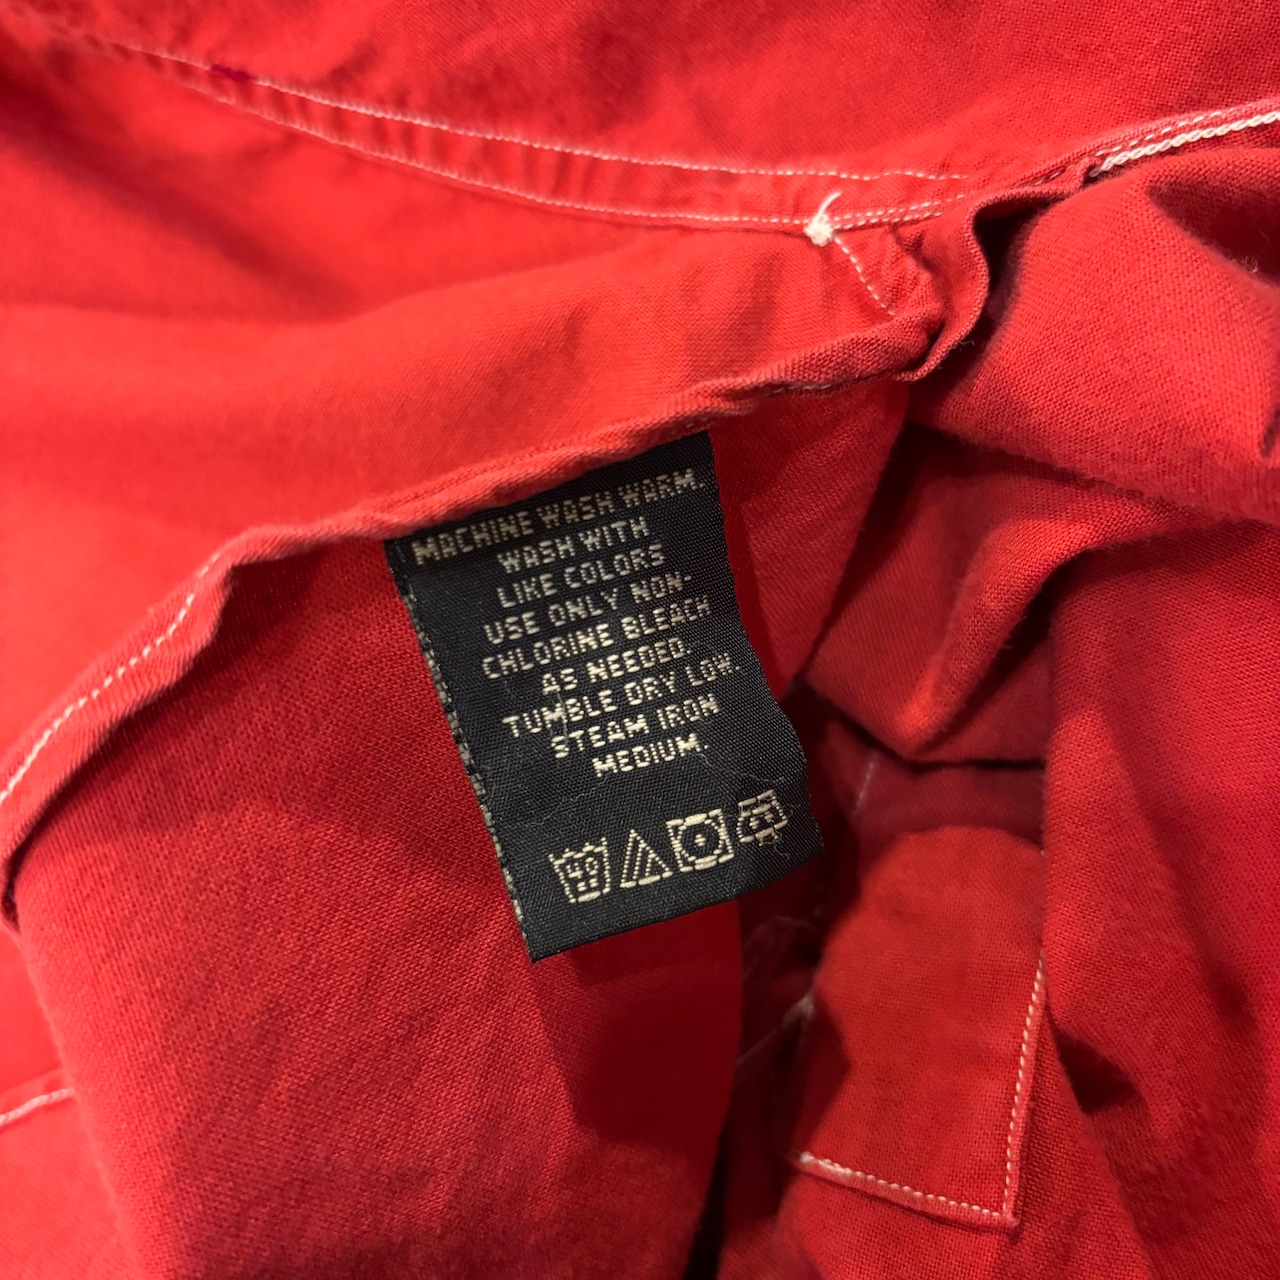 MACHINE WASH WARM.
WASH WITH
LIKE COLORS
USE ONLY NON-
CHLORINE BLEACH
AS NEEDED.
TUMBLE DRY LOW.
STEAM IRON
MEDIUM.
40